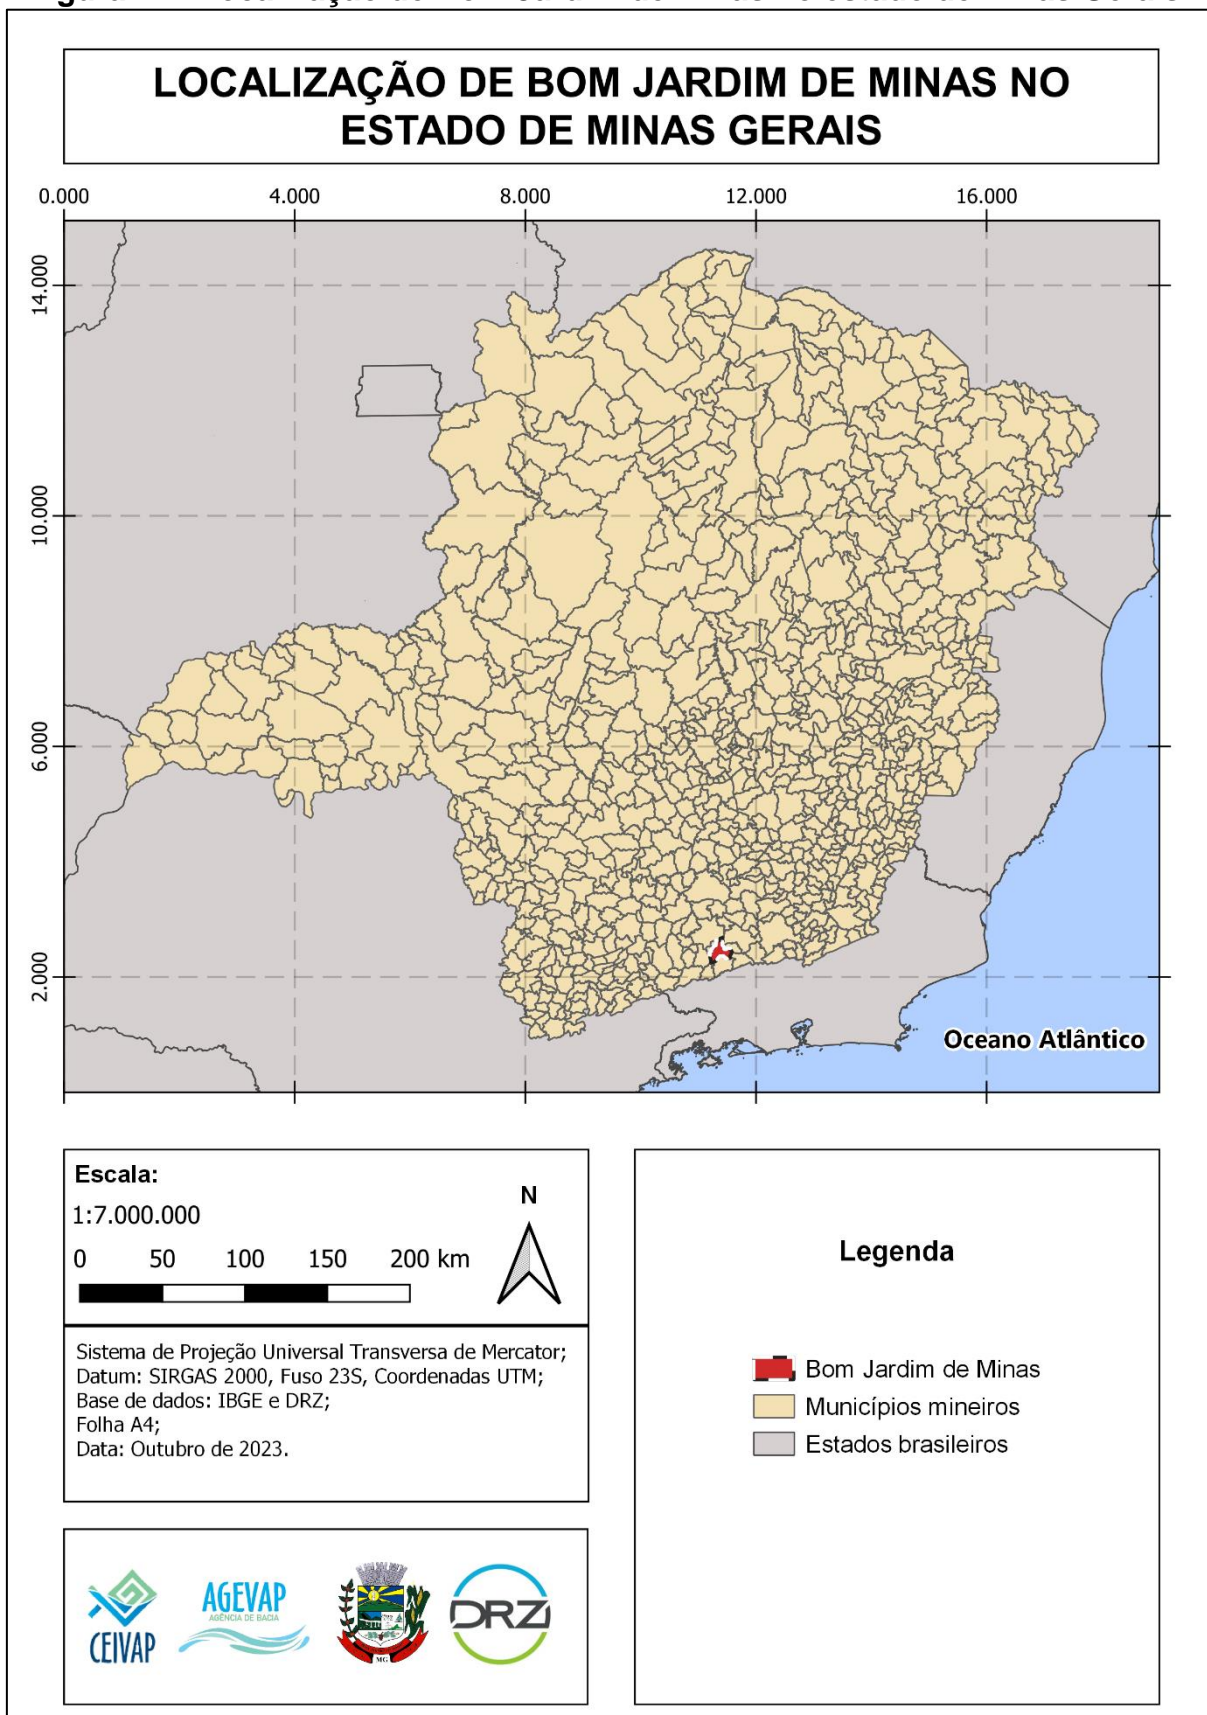 LOCALIZAÇÃO DE BOM JARDIM DE MINAS NO
ESTADO DE MINAS GERAIS
0.000 4.000 8.000 12.000 16.000
14.000
10.000
6.000
2.000
Oceano Atlântico
Escala:
1:7.000.000
0 50 100 150 200 km
N
Sistema de Projeção Universal Transversa de Mercator;
Datum: SIRGAS 2000, Fuso 23S, Coordenadas UTM;
Base de dados: IBGE e DRZ;
Folha A4;
Data: Outubro de 2023.
Legenda
Bom Jardim de Minas
Municípios mineiros
Estados brasileiros
CEIVAP
AGEVAP
AGÊNCIA DE BACIA
MG
DRZ